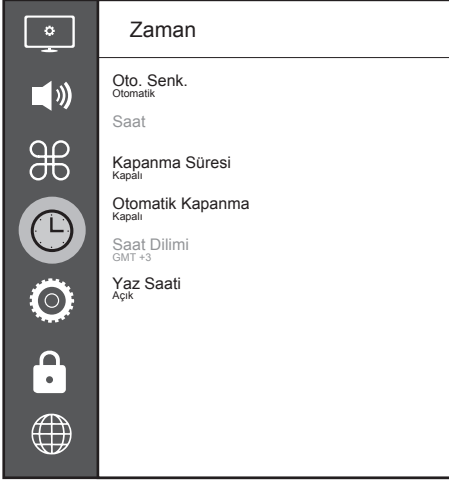 Zaman
Oto. Senk.
Otomatik
Saat
Kapanma Süresi
Kapalı
Otomatik Kapanma
Kapalı
Saat Dilimi
GMT +3
Yaz Saati
Açık